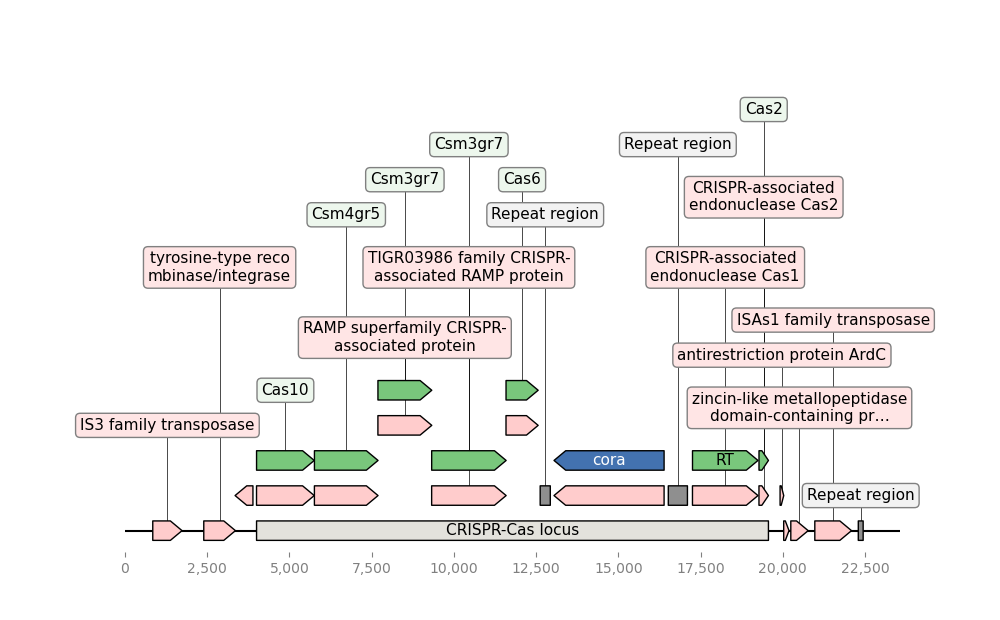 Cas2
Csm3gr7
Repeat region
Csm3gr7
Cas6
CRISPR-associated
endonuclease Cas2
Csm4gr5
Repeat region
tyrosine-type reco
mbinase/integrase
TIGR03986 family CRISPR-
associated RAMP protein
CRISPR-associated
endonuclease Cas1
ISAs1 family transposase
RAMP superfamily CRISPR-
associated protein
antirestriction protein ArdC
Cas10
zincin-like metallopeptidase
domain-containing pr...
IS3 family transposase
cora
RT
Repeat region
CRISPR-Cas locus
0
2,500
5,000
7,500
10,000
12,500
15,000
17,500
20,000
22,500